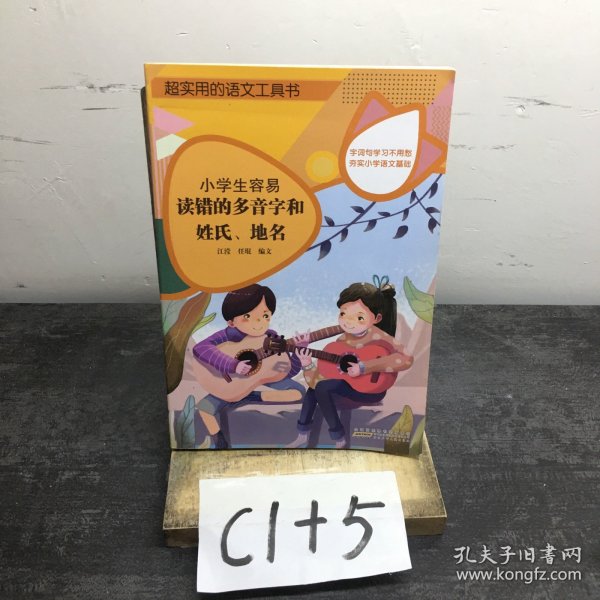 超实用的语文工具书
字词句学习不用愁
夯实小学语文基础
小学生容易
读错的多音字和
姓氏、地名
江滢 任琨 编文
C1+5
孔夫子旧书网
www.kongfz.com